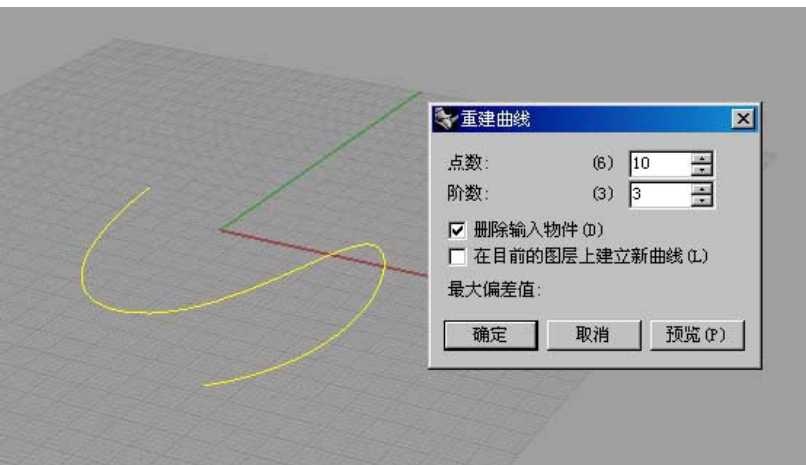 重建曲线
点数: (6) 10
阶数: (3) 3
删除输入物件(D)
在目前的图层上建立新曲线(L)
最大偏差值:
确定 取消 预览(P)